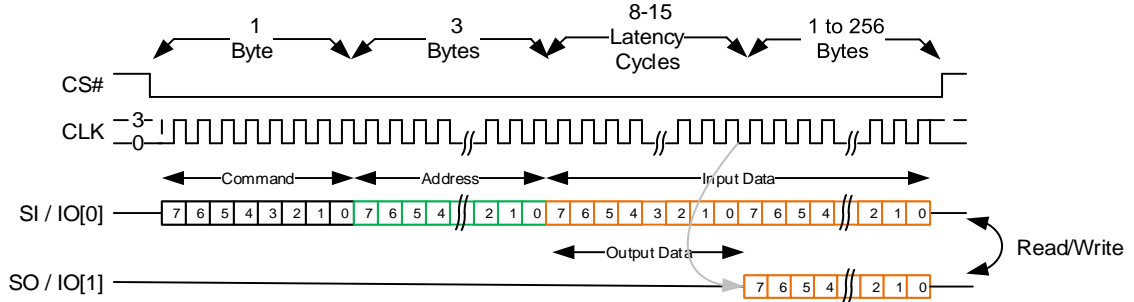 1 Byte
3 Bytes
8-15 Latency Cycles
1 to 256 Bytes
CS#
CLK
3
0
Command
Address
Input Data
SI / IO[0]
7 6 5 4 3 2 1 0 7 6 5 4 2 1 0 7 6 5 4 3 2 1 0 7 6 5 4 2 1 0
Output Data
Read/Write
SO / IO[1]
7 6 5 4 2 1 0